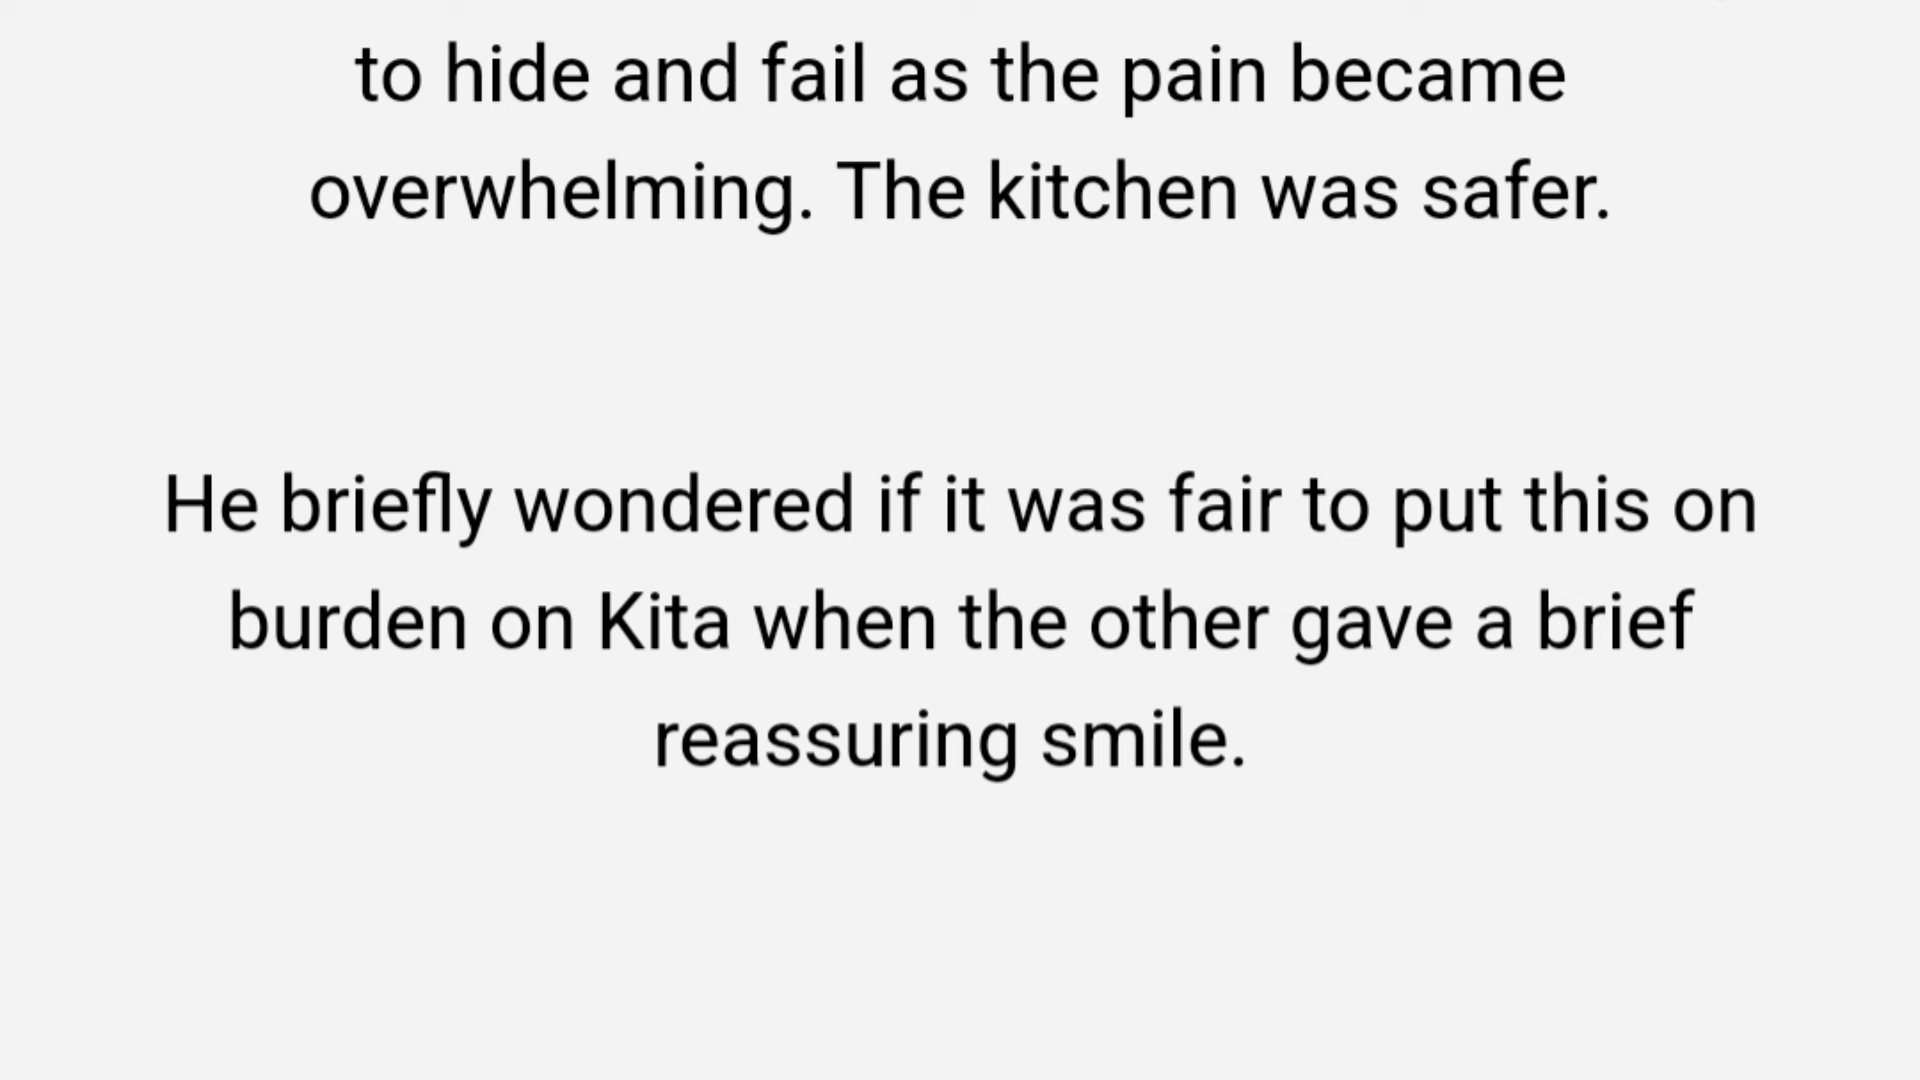 to hide and fail as the pain became
overwhelming. The kitchen was safer.
He briefly wondered if it was fair to put this on
burden on Kita when the other gave a brief
reassuring smile.